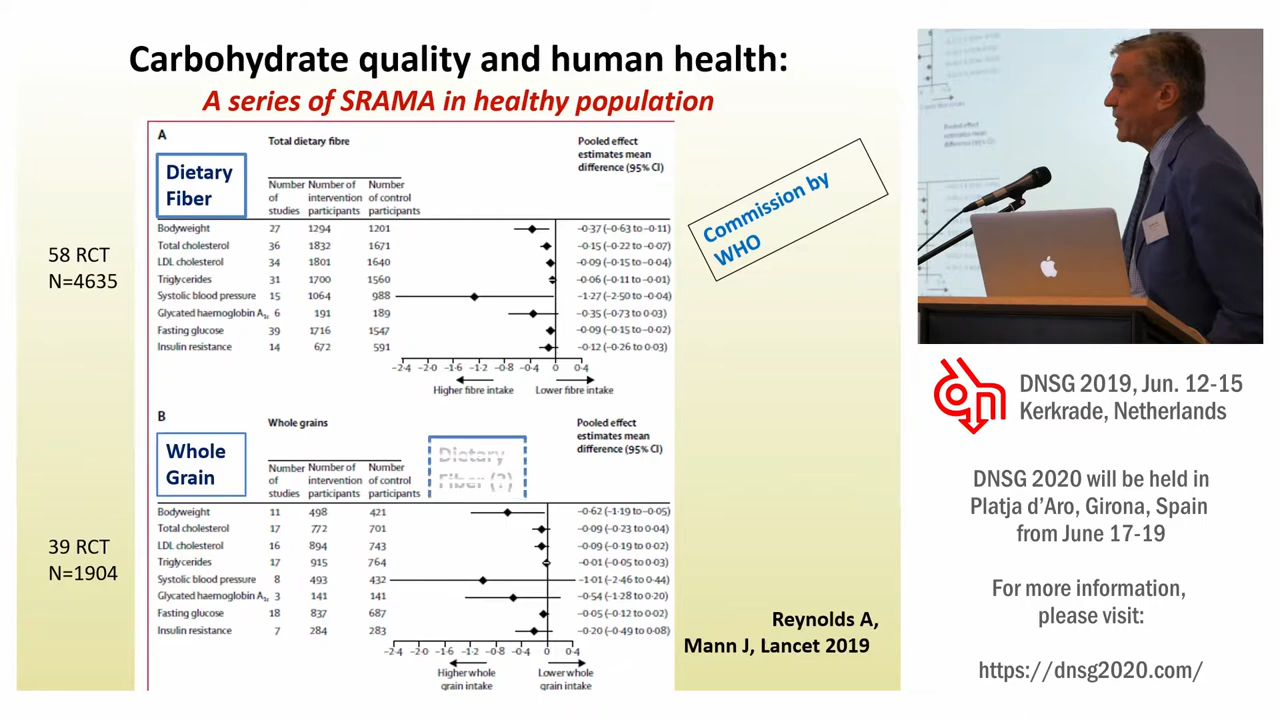 Carbohydrate quality and human health:
A series of SRAMA in healthy population
A
Total dietary fibre
Pooled effect
estimates mean
difference (95% CI)
Dietary
Fiber
Number
of
studies
Number of
intervention
participants
Number
of control
participants
Bodyweight 27 1294 1201 -0·37 (-0·63 to -0·11)
Total cholesterol 36 1832 1671 -0·15 (-0·22 to -0·07)
LDL cholesterol 34 1801 1640 -0·09 (-0·15 to -0·04)
Triglycerides 31 1700 1560 -0·06 (-0·11 to -0·01)
Systolic blood pressure 15 1064 988 -1·27 (-2·50 to -0·04)
Glycated haemoglobin A1c 6 191 189 -0·35 (-0·73 to 0·03)
Fasting glucose 39 1716 1547 -0·09 (-0·15 to -0·02)
Insulin resistance 14 672 591 -0·12 (-0·26 to 0·03)
-2·4 -2·0 -1·6 -1·2 -0·8 -0·4 0 0·4
Higher fibre intake Lower fibre intake
58 RCT
N=4635
Commission by
WHO
B
Whole grains
Pooled effect
estimates mean
difference (95% CI)
Whole
Grain
Dietary
Fiber (?)
Number
of
studies
Number of
intervention
participants
Number
of control
participants
Bodyweight 11 498 421 -0·62 (-1·19 to -0·05)
Total cholesterol 17 772 701 -0·09 (-0·23 to 0·04)
LDL cholesterol 16 894 743 -0·09 (-0·19 to 0·02)
Triglycerides 17 915 764 -0·01 (-0·05 to 0·03)
Systolic blood pressure 8 493 432 -1·01 (-2·46 to 0·44)
Glycated haemoglobin A1c 3 141 141 -0·54 (-1·28 to 0·20)
Fasting glucose 18 837 687 -0·05 (-0·12 to 0·02)
Insulin resistance 7 284 283 -0·20 (-0·49 to 0·08)
-2·4 -2·0 -1·6 -1·2 -0·8 -0·4 0 0·4
Higher whole
grain intake
Lower whole
grain intake
39 RCT
N=1904
Reynolds A,
Mann J, Lancet 2019
DNSG 2019, Jun. 12-15
Kerkrade, Netherlands
DNSG 2020 will be held in
Platja d’Aro, Girona, Spain
from June 17-19
For more information,
please visit:
https://dnsg2020.com/